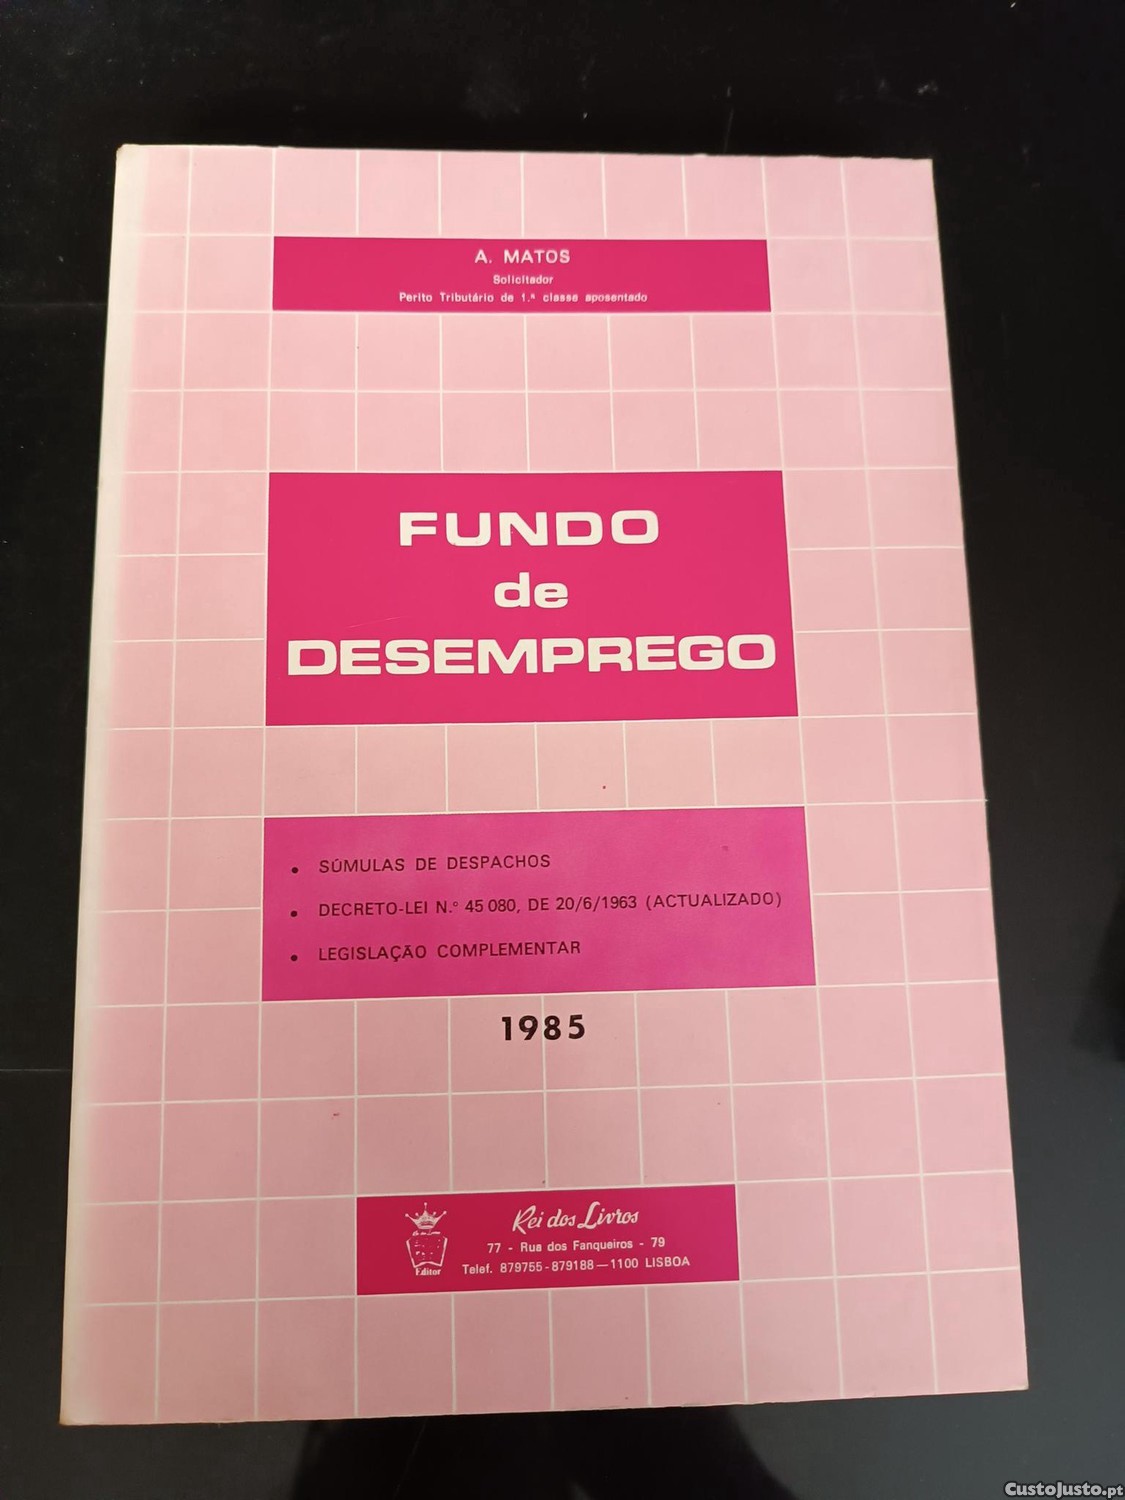 A. MATOS
Solicitador
Perito Tributário de 1.ª classe aposentado
FUNDO
de
DESEMPREGO
• SÚMULAS DE DESPACHOS
• DECRETO-LEI N.º 45 080, DE 20/6/1963 (ACTUALIZADO)
• LEGISLAÇÃO COMPLEMENTAR
1985
Rei dos Livros
77 - Rua dos Fanqueiros - 79
Telef. 879755 - 879188 — 1100 LISBOA
Editor
CustoJusto.pt